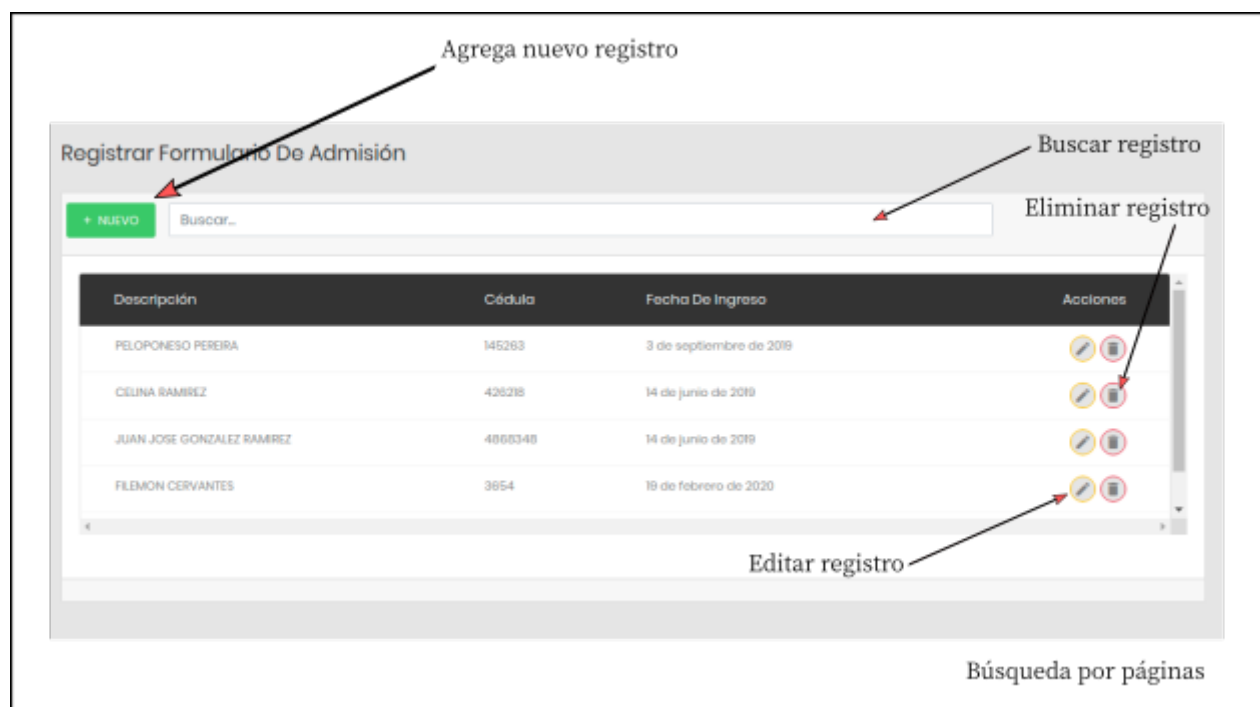 Agrega nuevo registro
Registrar Formulario De Admisión
Buscar registro
+ NUEVO
Buscar...
Eliminar registro
Descripción Cédula Fecha De Ingreso Acciones
PELOPONESO PEREIRA 145263 3 de septiembre de 2019
CELINA RAMIREZ 426218 14 de junio de 2019
JUAN JOSE GONZALEZ RAMIREZ 4868348 14 de junio de 2019
FILEMON CERVANTES 3654 19 de febrero de 2020
Editar registro
Búsqueda por páginas